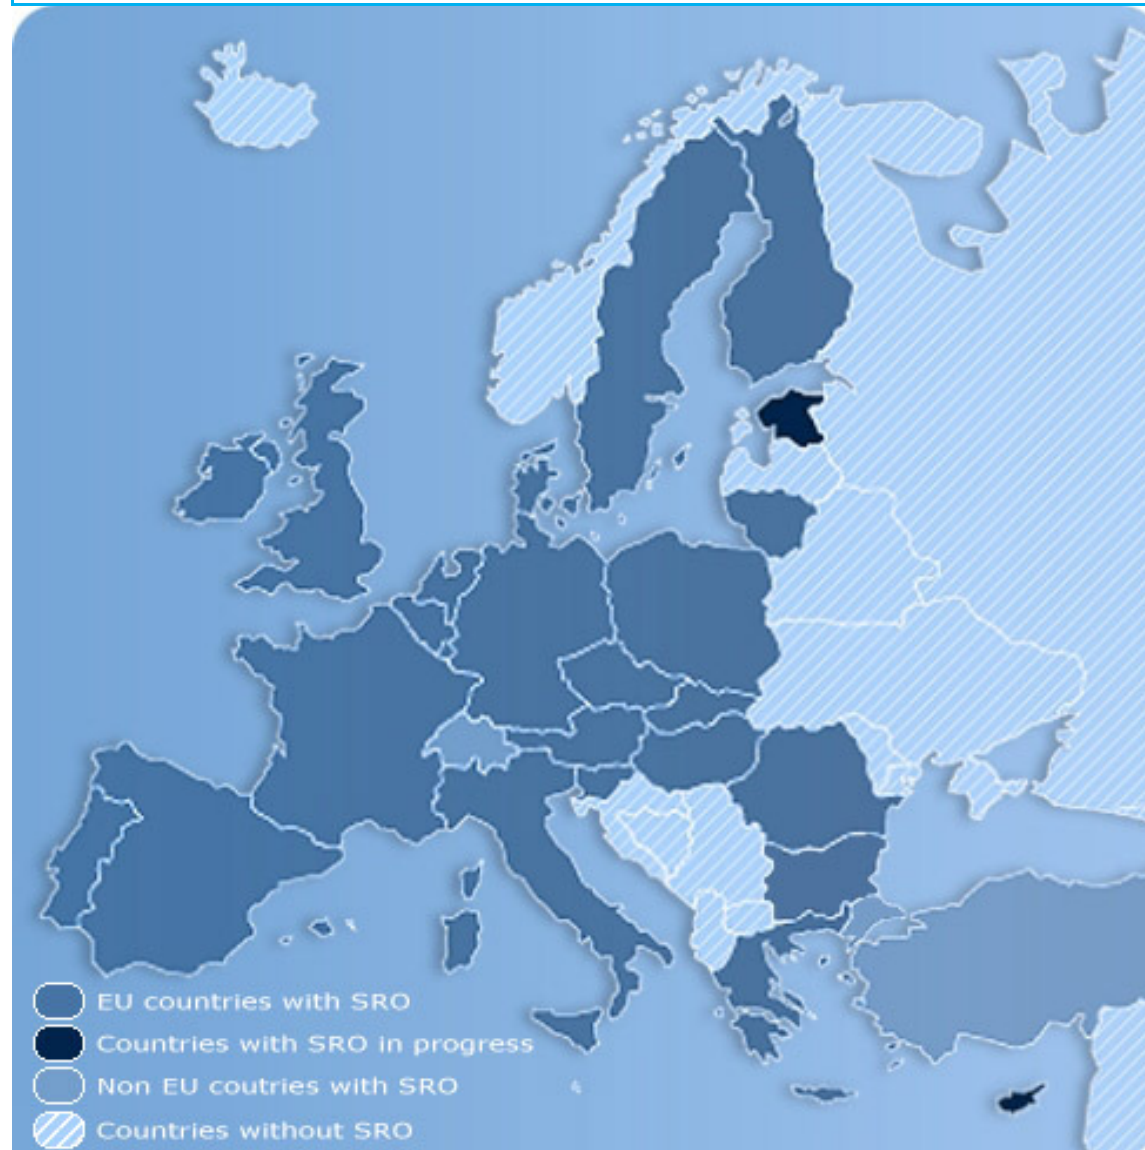 EU countries with SRO
Countries with SRO in progress
Non EU coutries with SRO
Countries without SRO